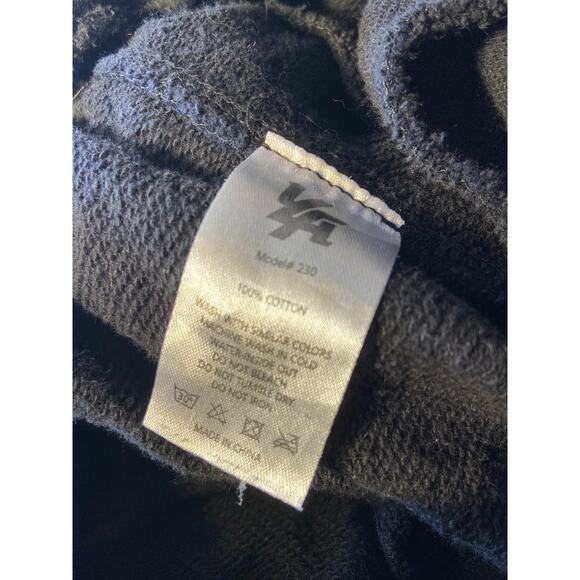 Model# 230
100% COTTON
WASH WITH SIMILAR COLORS
MACHINE WASH IN COLD
WATER-INSIDE OUT
DO NOT BLEACH
DO NOT TUMBLE DRY
DO NOT IRON
30°
MADE IN CHINA